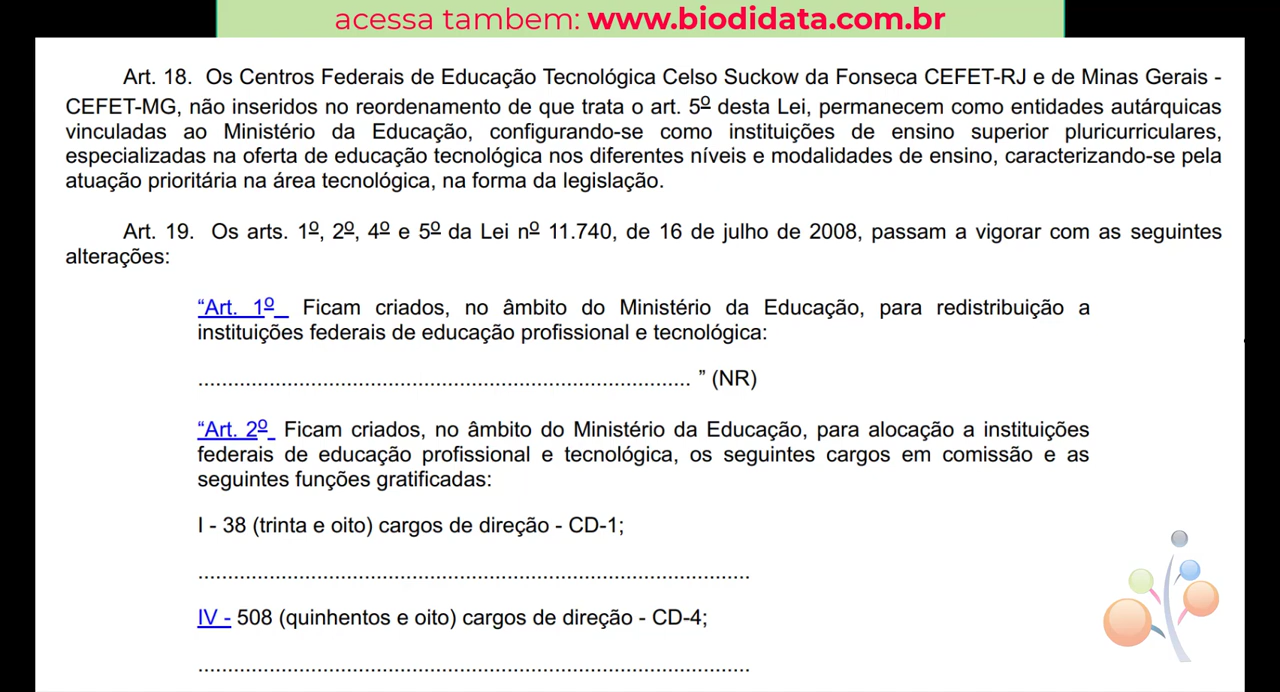 acessa tambem: www.biodidata.com.br
Art. 18. Os Centros Federais de Educação Tecnológica Celso Suckow da Fonseca CEFET-RJ e de Minas Gerais -
CEFET-MG, não inseridos no reordenamento de que trata o art. 5º desta Lei, permanecem como entidades autárquicas
vinculadas ao Ministério da Educação, configurando-se como instituições de ensino superior pluricurriculares,
especializadas na oferta de educação tecnológica nos diferentes níveis e modalidades de ensino, caracterizando-se pela
atuação prioritária na área tecnológica, na forma da legislação.
Art. 19. Os arts. 1º, 2º, 4º e 5º da Lei nº 11.740, de 16 de julho de 2008, passam a vigorar com as seguintes
alterações:
“Art. 1º Ficam criados, no âmbito do Ministério da Educação, para redistribuição a
instituições federais de educação profissional e tecnológica:
................................................................................... ” (NR)
“Art. 2º Ficam criados, no âmbito do Ministério da Educação, para alocação a instituições
federais de educação profissional e tecnológica, os seguintes cargos em comissão e as
seguintes funções gratificadas:
I - 38 (trinta e oito) cargos de direção - CD-1;
.............................................................................................
IV - 508 (quinhentos e oito) cargos de direção - CD-4;
.............................................................................................